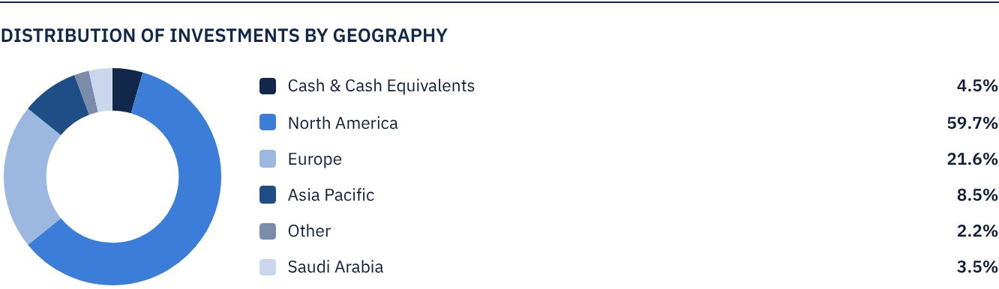 DISTRIBUTION OF INVESTMENTS BY GEOGRAPHY
Cash & Cash Equivalents 4.5%
North America 59.7%
Europe 21.6%
Asia Pacific 8.5%
Other 2.2%
Saudi Arabia 3.5%